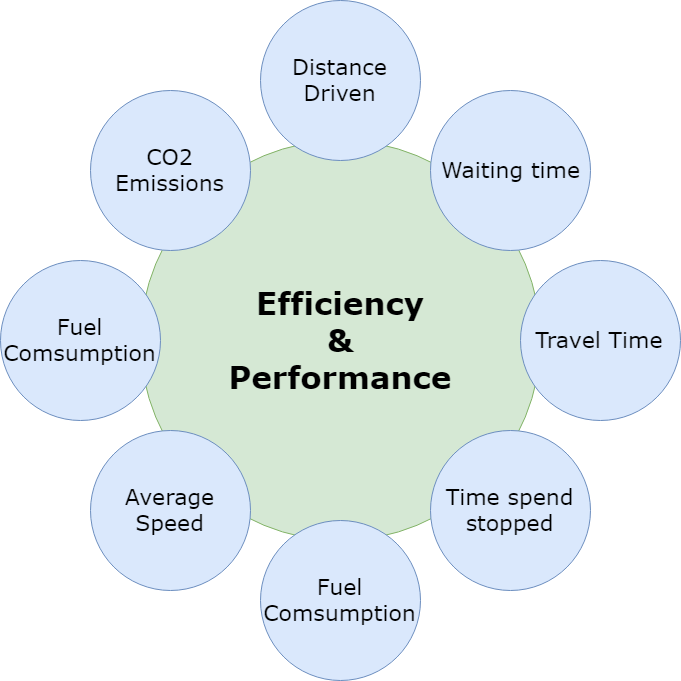 Distance
Driven
CO2
Emissions
Waiting time
Efficiency
&
Performance
Fuel
Comsumption
Travel Time
Average
Speed
Time spend
stopped
Fuel
Comsumption